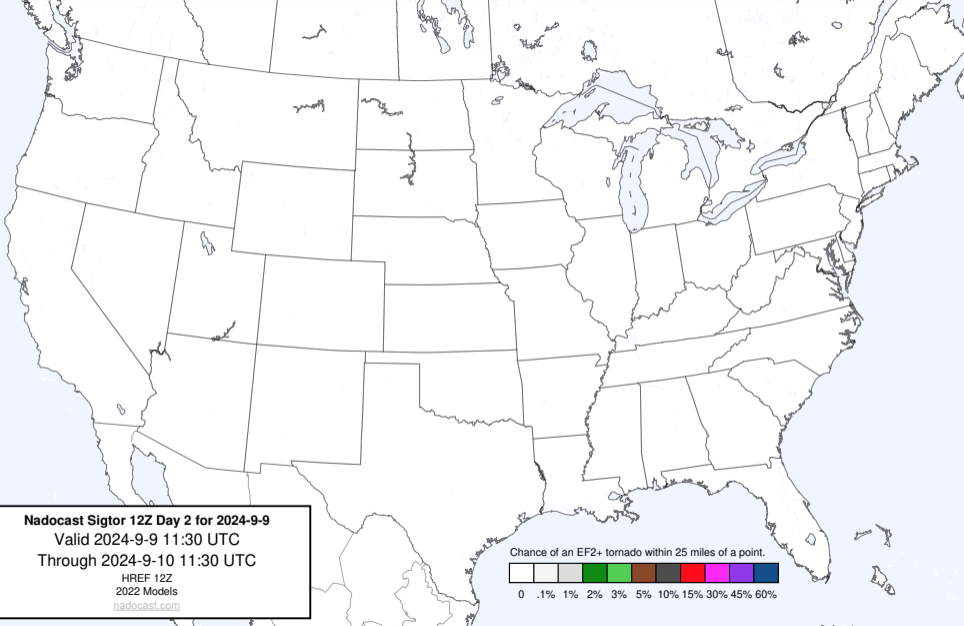 Nadocast Sigtor 12Z Day 2 for 2024-9-9
Valid 2024-9-9 11:30 UTC
Through 2024-9-10 11:30 UTC
HREF 12Z
2022 Models
nadocast.com
Chance of an EF2+ tornado within 25 miles of a point.
0 .1% 1% 2% 3% 5% 10% 15% 30% 45% 60%